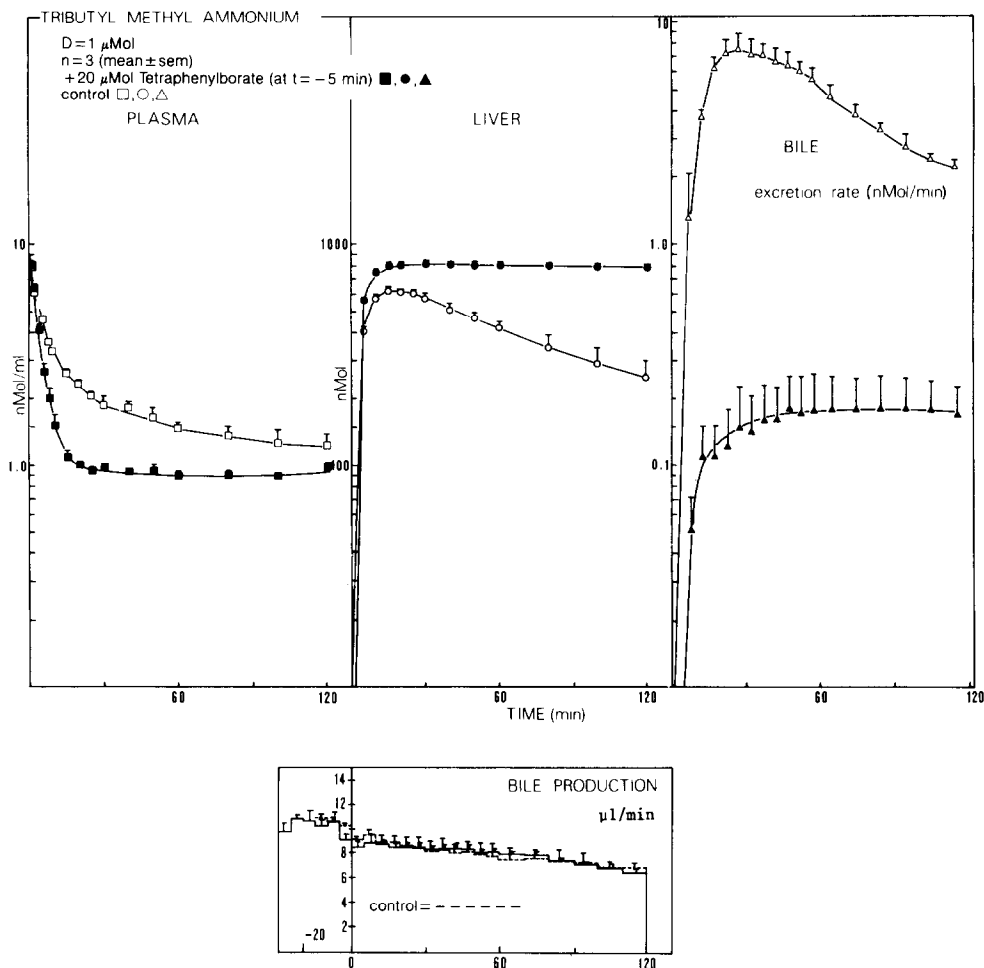 TRIBUTYL METHYL AMMONIUM
D=1 μMol
n=3 (mean±sem)
+20 μMol Tetraphenylborate (at t=-5 min) ■,●,▲
control □,○,△
PLASMA
LIVER
BILE
excretion rate (nMol/min)
10
1.0
nMol/ml
1000
100
nMol
10
1.0
0.1
60
120
60
120
60
120
TIME (min)
BILE PRODUCTION
μl/min
14
12
10
8
6
4
2
control= - - - - - -
-20
0
60
120